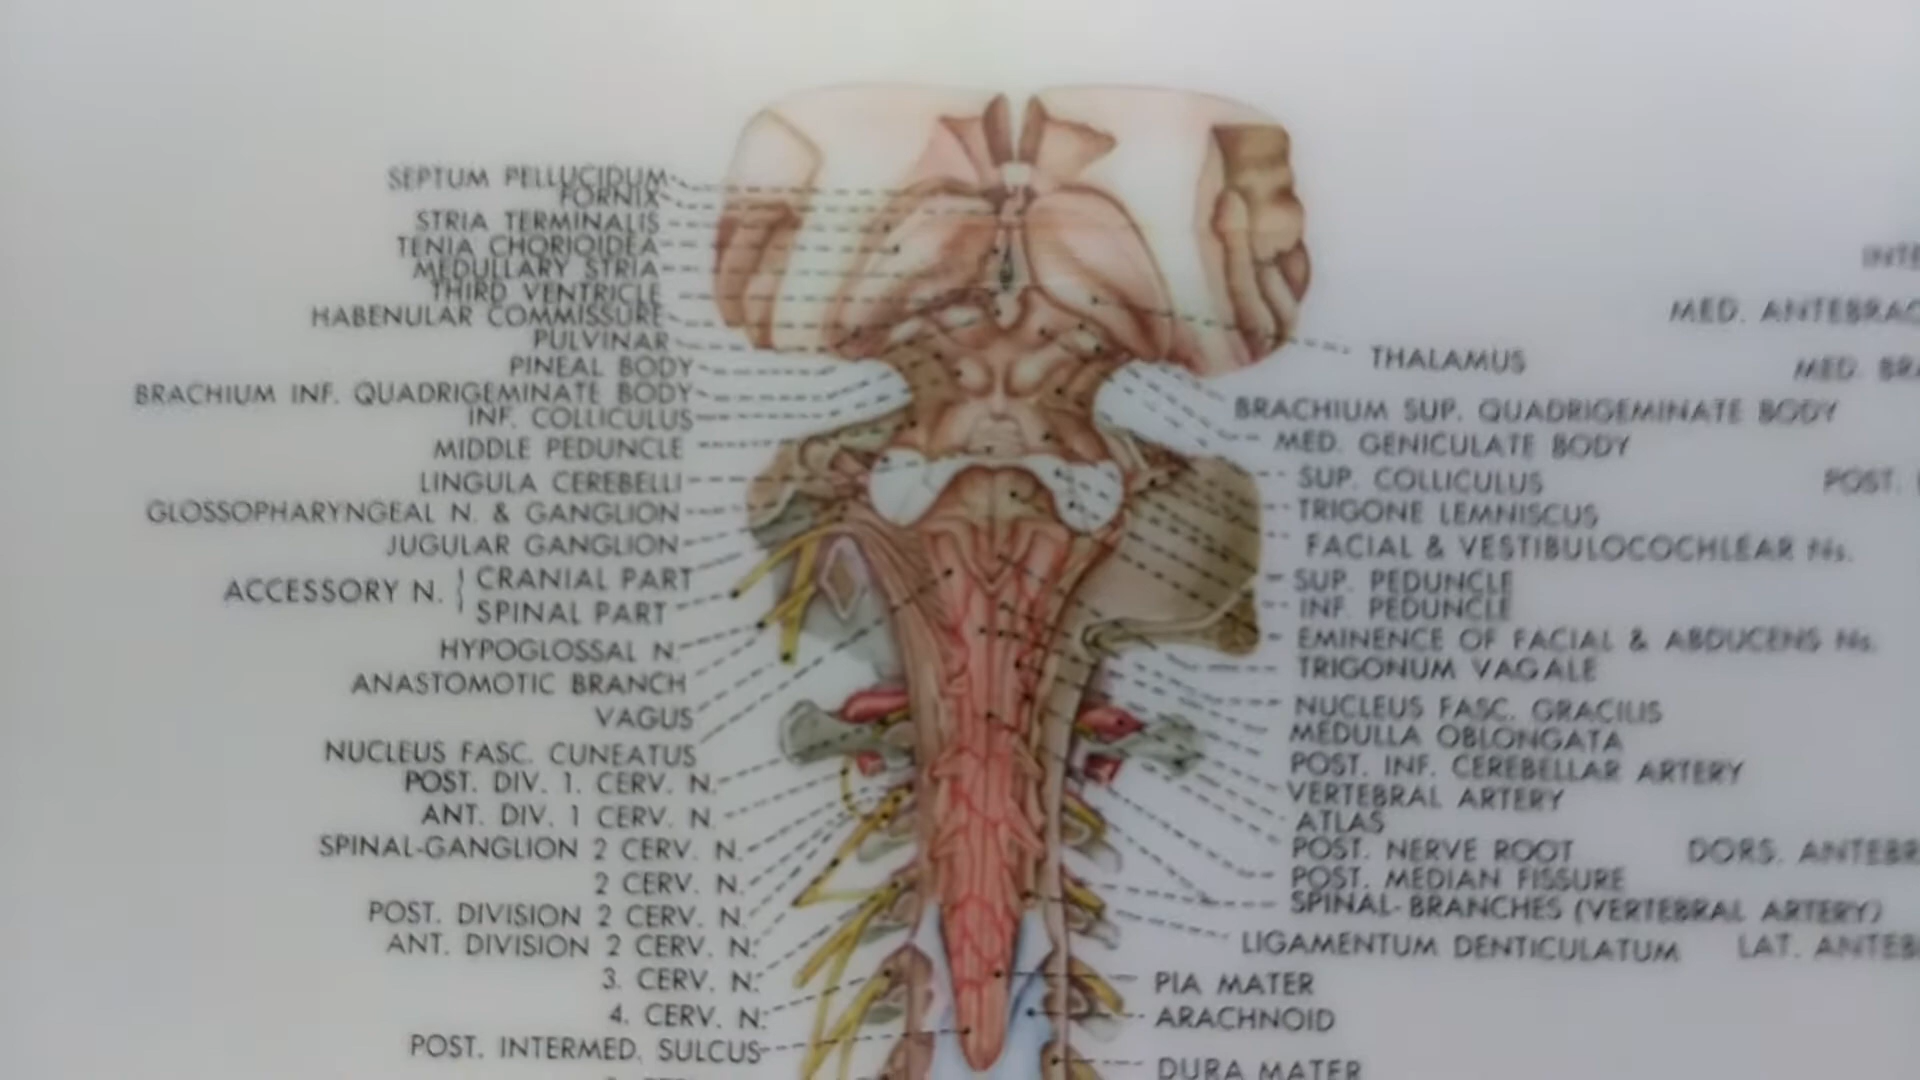 SEPTUM PELLUCIDUM
FORNIX
STRIA TERMINALIS
TENIA CHORIOIDEA
MEDULLARY STRIA
THIRD VENTRICLE
HABENULAR COMMISSURE
PULVINAR
PINEAL BODY
BRACHIUM INF. QUADRIGEMINATE BODY
INF. COLLICULUS
MIDDLE PEDUNCLE
LINGULA CEREBELLI
GLOSSOPHARYNGEAL N. & GANGLION
JUGULAR GANGLION
ACCESSORY N. { CRANIAL PART
SPINAL PART
HYPOGLOSSAL N.
ANASTOMOTIC BRANCH
VAGUS
NUCLEUS FASC. CUNEATUS
POST. DIV. 1. CERV. N.
ANT. DIV. 1 CERV. N.
SPINAL-GANGLION 2 CERV. N.
2 CERV. N.
POST. DIVISION 2 CERV. N.
ANT. DIVISION 2 CERV. N.
3. CERV. N.
4. CERV. N.
POST. INTERMED. SULCUS
THALAMUS
BRACHIUM SUP. QUADRIGEMINATE BODY
MED. GENICULATE BODY
SUP. COLLICULUS
TRIGONE LEMNISCUS
FACIAL & VESTIBULOCOCHLEAR Ns.
SUP. PEDUNCLE
INF. PEDUNCLE
EMINENCE OF FACIAL & ABDUCENS Ns.
TRIGONUM VAGALE
NUCLEUS FASC. GRACILIS
MEDULLA OBLONGATA
POST. INF. CEREBELLAR ARTERY
VERTEBRAL ARTERY
ATLAS
POST. NERVE ROOT
POST. MEDIAN FISSURE
SPINAL-BRANCHES (VERTEBRAL ARTERY)
LIGAMENTUM DENTICULATUM
PIA MATER
ARACHNOID
DURA MATER
MED.
MED.
POST.
DORS.
LAT.